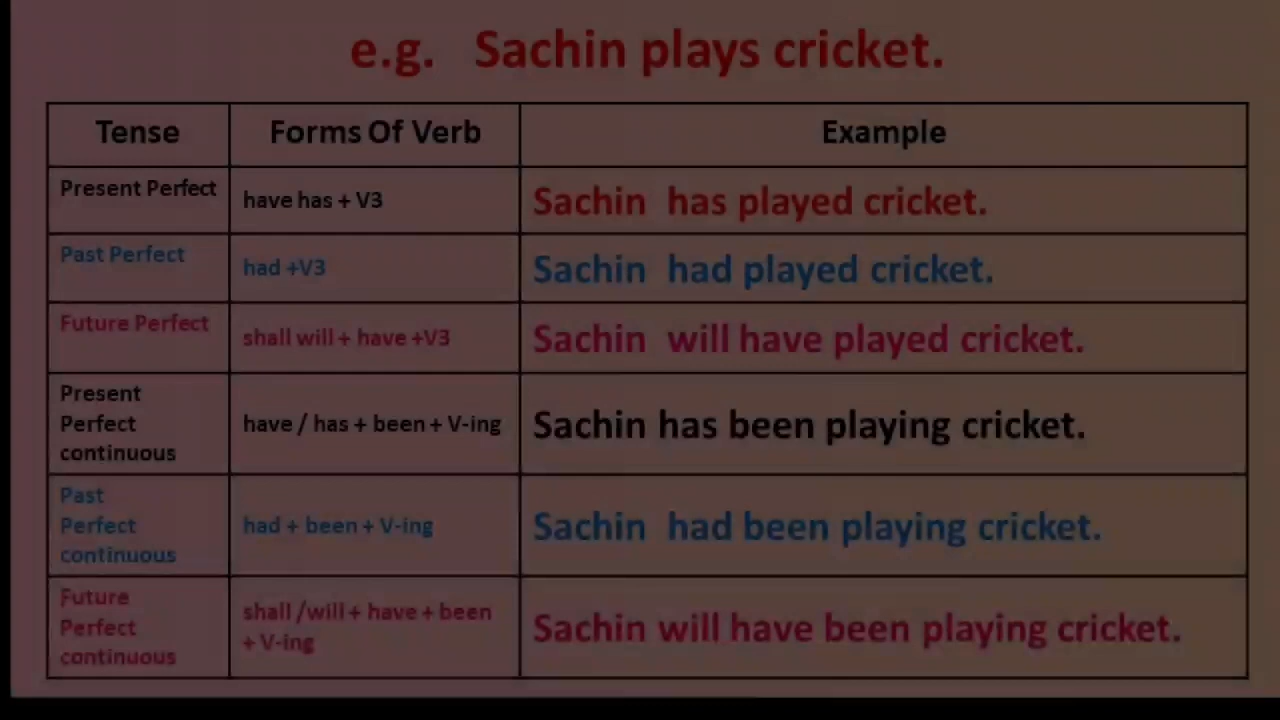 e.g. Sachin plays cricket.
Tense Forms Of Verb Example
Present Perfect have has + V3 Sachin has played cricket.
Past Perfect had +V3 Sachin had played cricket.
Future Perfect shall will + have +V3 Sachin will have played cricket.
Present
Perfect
continuous
have / has + been + V-ing
Sachin has been playing cricket.
Past
Perfect
continuous
had + been + V-ing
Sachin had been playing cricket.
Future
Perfect
continuous
shall /will + have + been
+ V-ing
Sachin will have been playing cricket.